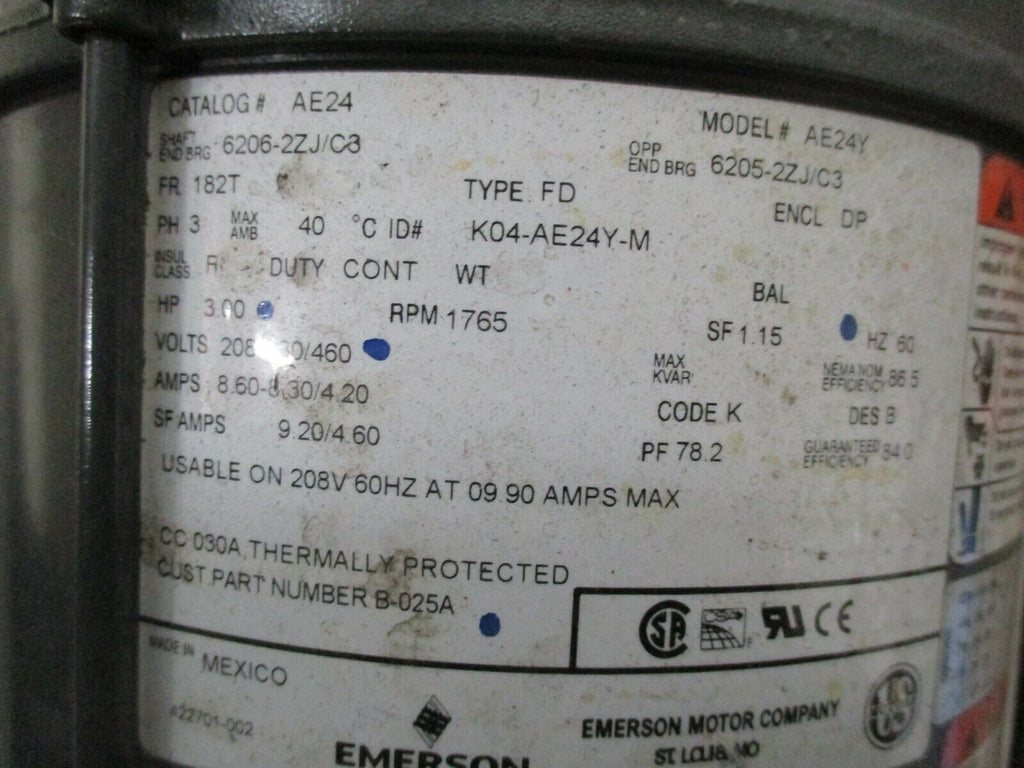 CATALOG # AE24 MODEL # AE24Y
SHAFT END BRG 6206-2ZJ/C3 OPP END BRG 6205-2ZJ/C3
FR 182T TYPE FD ENCL DP
PH 3 MAX AMB 40 °C ID# K04-AE24Y-M
INSUL CLASS DUTY CONT WT BAL
HP 3.00 RPM 1765 SF 1.15 HZ 60
VOLTS MAX KVAR NEMA NOM EFFICIENCY 86.5
AMPS 8.60-8.30/4.20 CODE K DES B
SF AMPS 9.20/4.60 PF 78.2 GUARANTEED EFFICIENCY 84.0
USABLE ON 208V 60HZ AT 09.90 AMPS MAX
CC 030A, THERMALLY PROTECTED
CUST PART NUMBER B-025A
MADE IN MEXICO
422701-002
EMERSON
EMERSON MOTOR COMPANY
ST. LOUIS, MO